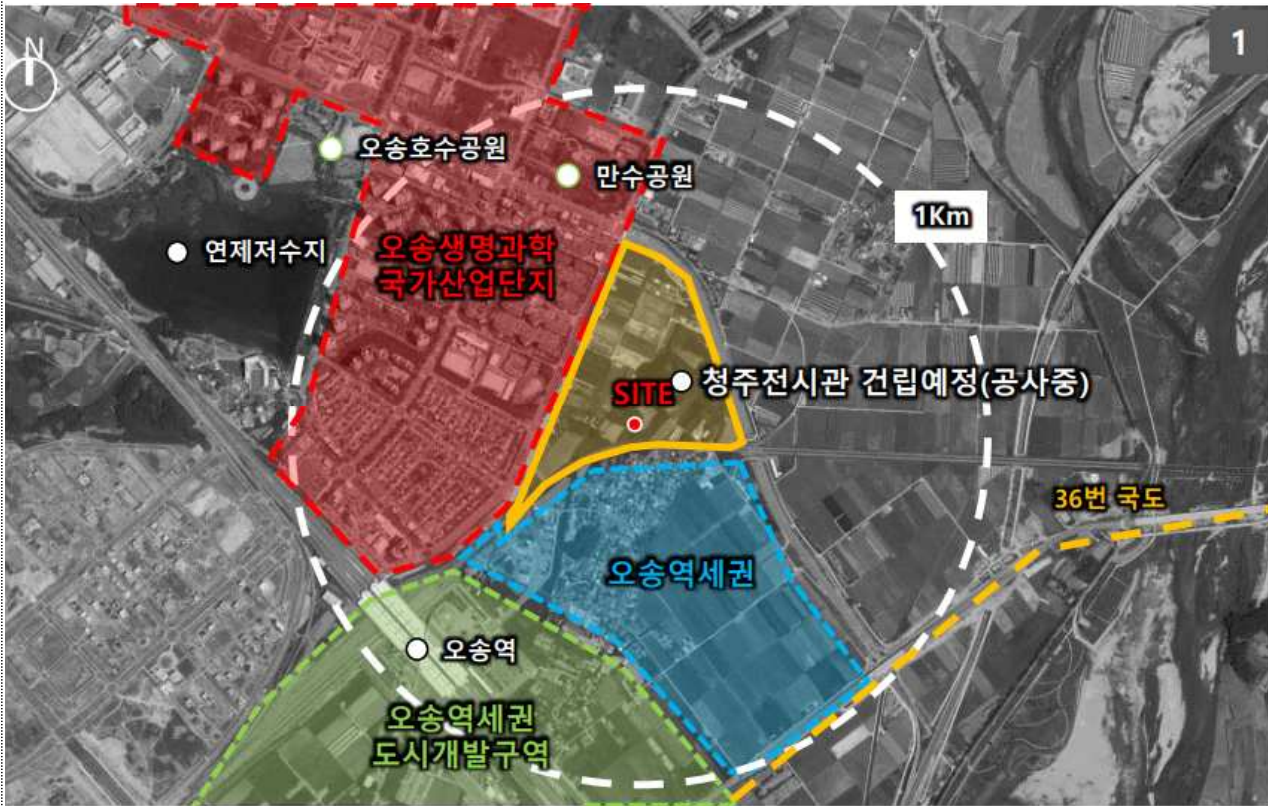 1
N
오송호수공원
만수공원
1Km
연제저수지
오송생명과학
국가산업단지
SITE
청주전시관 건립예정(공사중)
36번 국도
오송역세권
오송역
오송역세권
도시개발구역